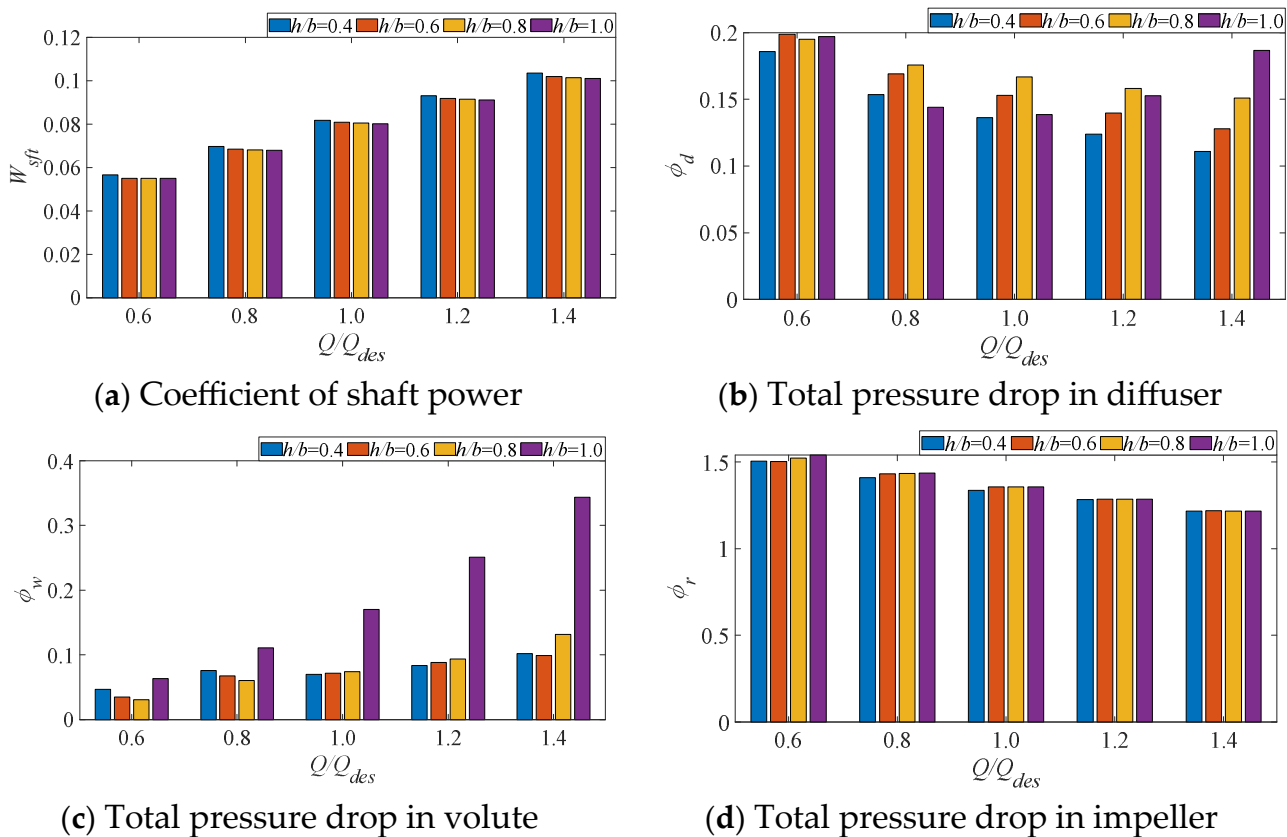 h/b=0.4 h/b=0.6 h/b=0.8 h/b=1.0
0.12
0.1
0.08
0.06
0.04
0.02
0
W_sft
0.6 0.8 1.0 1.2 1.4
Q/Q_des
(a) Coefficient of shaft power
h/b=0.4 h/b=0.6 h/b=0.8 h/b=1.0
0.2
0.15
0.1
0.05
0
ϕ_d
0.6 0.8 1.0 1.2 1.4
Q/Q_des
(b) Total pressure drop in diffuser
h/b=0.4 h/b=0.6 h/b=0.8 h/b=1.0
0.4
0.3
0.2
0.1
0
ϕ_w
0.6 0.8 1.0 1.2 1.4
Q/Q_des
(c) Total pressure drop in volute
h/b=0.4 h/b=0.6 h/b=0.8 h/b=1.0
1.5
1
0.5
0
ϕ_r
0.6 0.8 1.0 1.2 1.4
Q/Q_des
(d) Total pressure drop in impeller